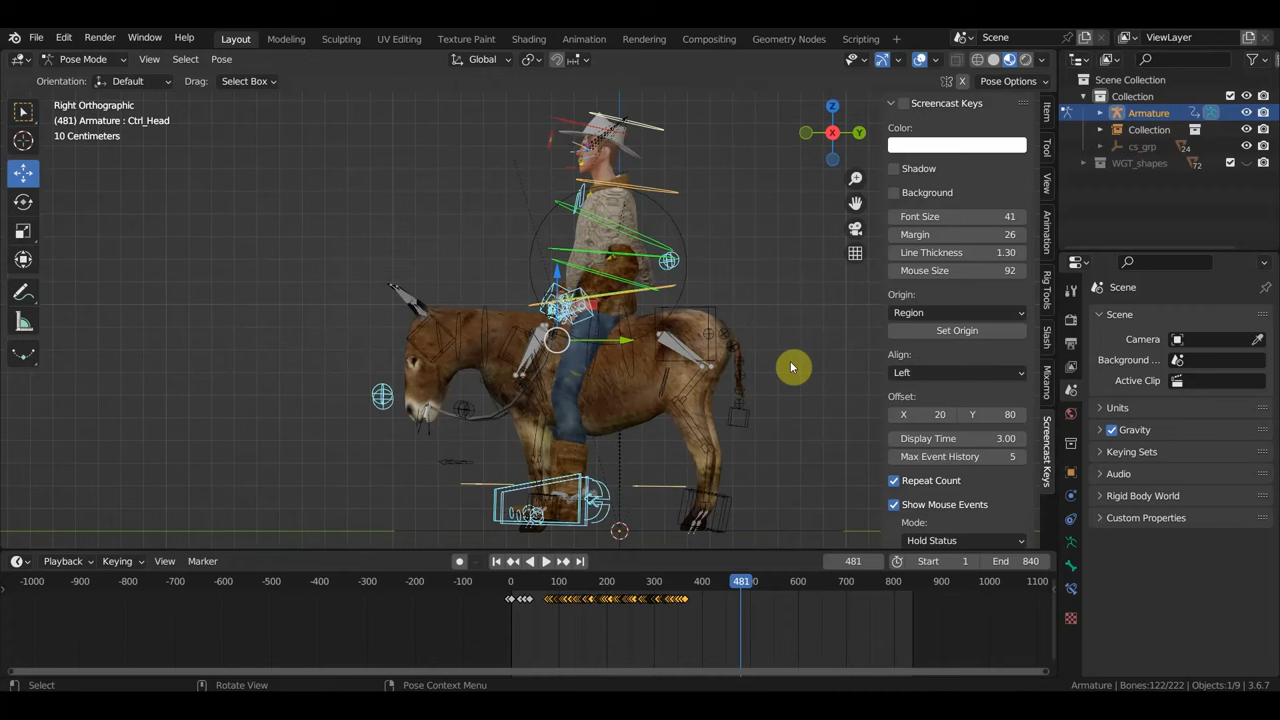 File Edit Render Window Help Layout Modeling Sculpting UV Editing Texture Paint Shading Animation Rendering Compositing Geometry Nodes Scripting + Scene ViewLayer
Pose Mode View Select Pose Global
Orientation: Default Drag: Select Box X Pose Options
Right Orthographic
(481) Armature : Ctrl_Head
10 Centimeters
Z
Y
X
Screencast Keys
Color:
Shadow
Background
Font Size 41
Margin 26
Line Thickness 1.30
Mouse Size 92
Origin:
Region
Set Origin
Align:
Left
Offset:
X 20 Y 80
Display Time 3.00
Max Event History 5
Repeat Count
Show Mouse Events
Mode:
Hold Status
Item
Tool
View
Animation
Rig Tools
Slash
Mixamo
Screencast Keys
Scene Collection
Collection
Armature
Collection
cs_grp 24
WGT_shapes 72
Scene
Scene
Camera
Background ...
Active Clip
Units
Gravity
Keying Sets
Audio
Rigid Body World
Custom Properties
Playback Keying View Marker 481 Start 1 End 840
-1000 -900 -800 -700 -600 -500 -400 -300 -200 -100 0 100 200 300 400 481 0 600 700 800 900 1000 1100
Select Rotate View Pose Context Menu Armature | Bones:122/222 | Objects:1/9 | 3.6.7